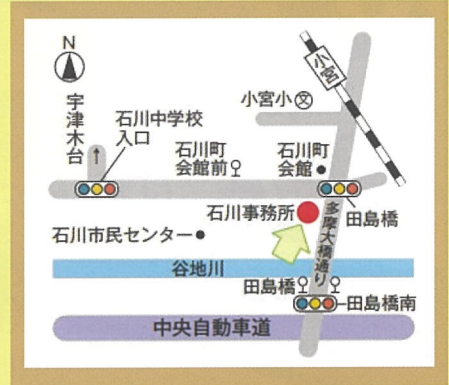 N
宇津木台
↑
石川中学校
入口
小宮
小宮小文
石川町
会館前
石川町
会館
石川事務所
田島橋
多摩大橋通り
石川市民センター
谷地川
田島橋
田島橋南
中央自動車道